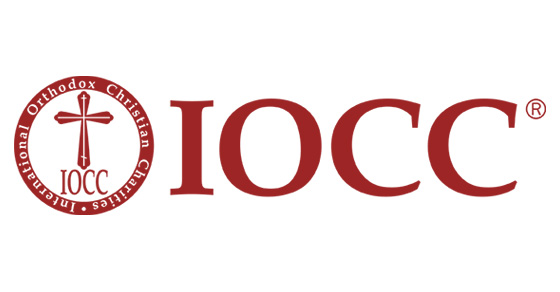 International Orthodox Christian Charities •
IOCC
IOCC®